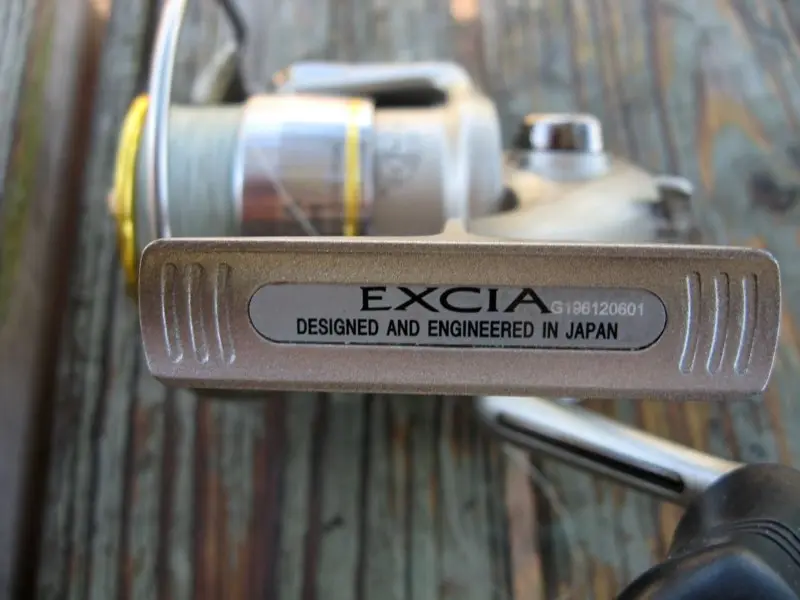 EXCIA G196120601
DESIGNED AND ENGINEERED IN JAPAN